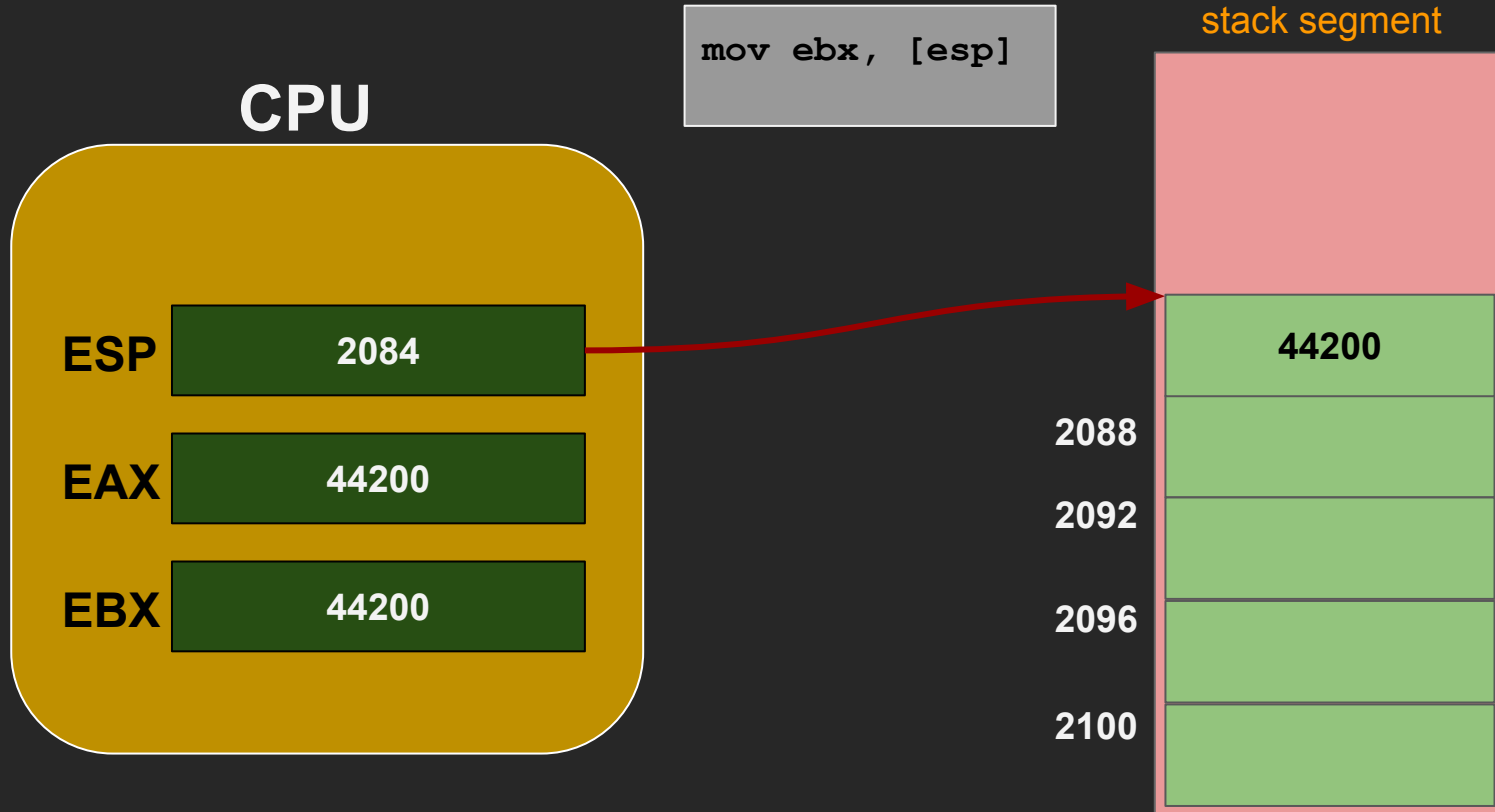 stack segment
mov ebx, [esp]
CPU
ESP 2084
44200
2088
EAX 44200
2092
EBX 44200
2096
2100